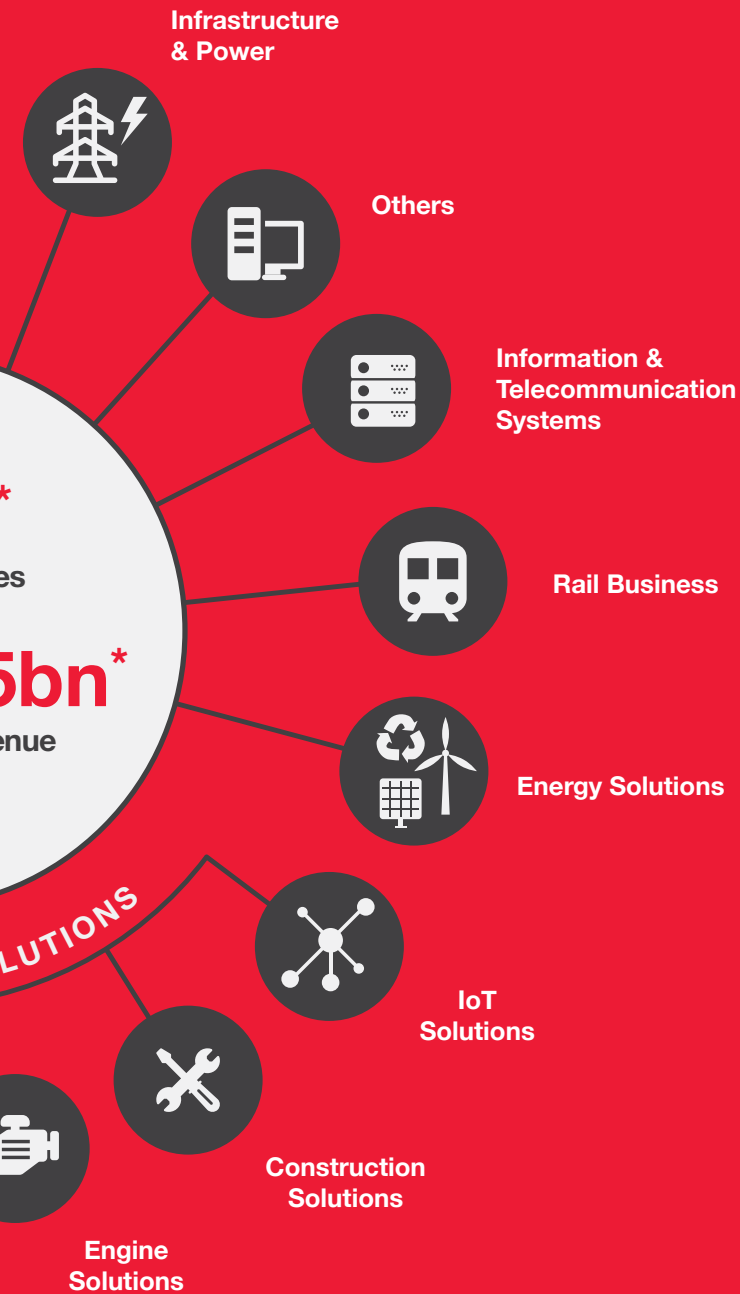 Infrastructure
& Power
Others
Information &
Telecommunication
Systems
*
es
Rail Business
5bn*
enue
Energy Solutions
LUTIONS
IoT
Solutions
Construction
Solutions
Engine
Solutions